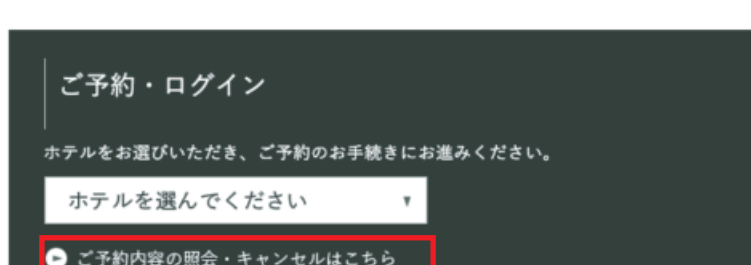 ご予約・ログイン
ホテルをお選びいただき、ご予約のお手続きにお進みください。
ホテルを選んでください
ご予約内容の照会・キャンセルはこちら